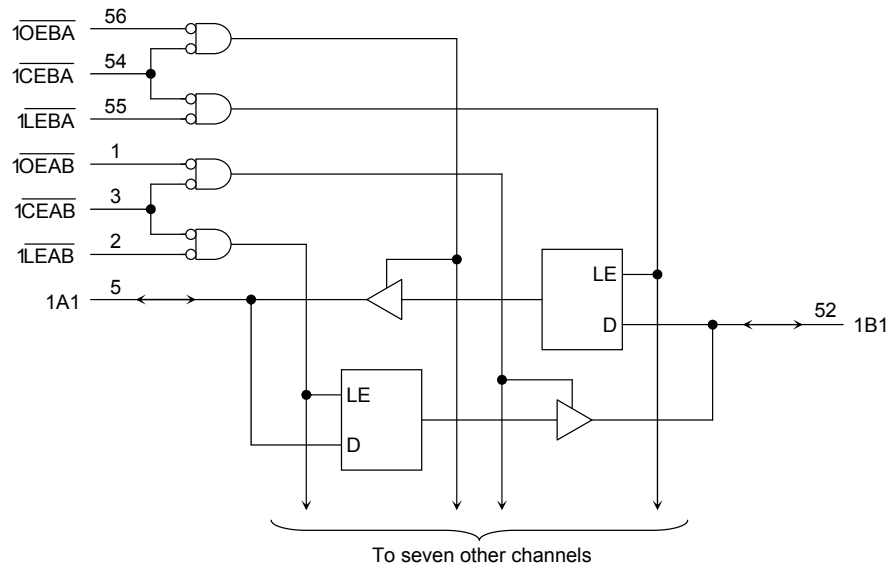 56
1OEBA
54
1CEBA
55
1LEBA
1
1OEAB
3
1CEAB
2
1LEAB
5
1A1
LE
D
52
1B1
LE
D
To seven other channels